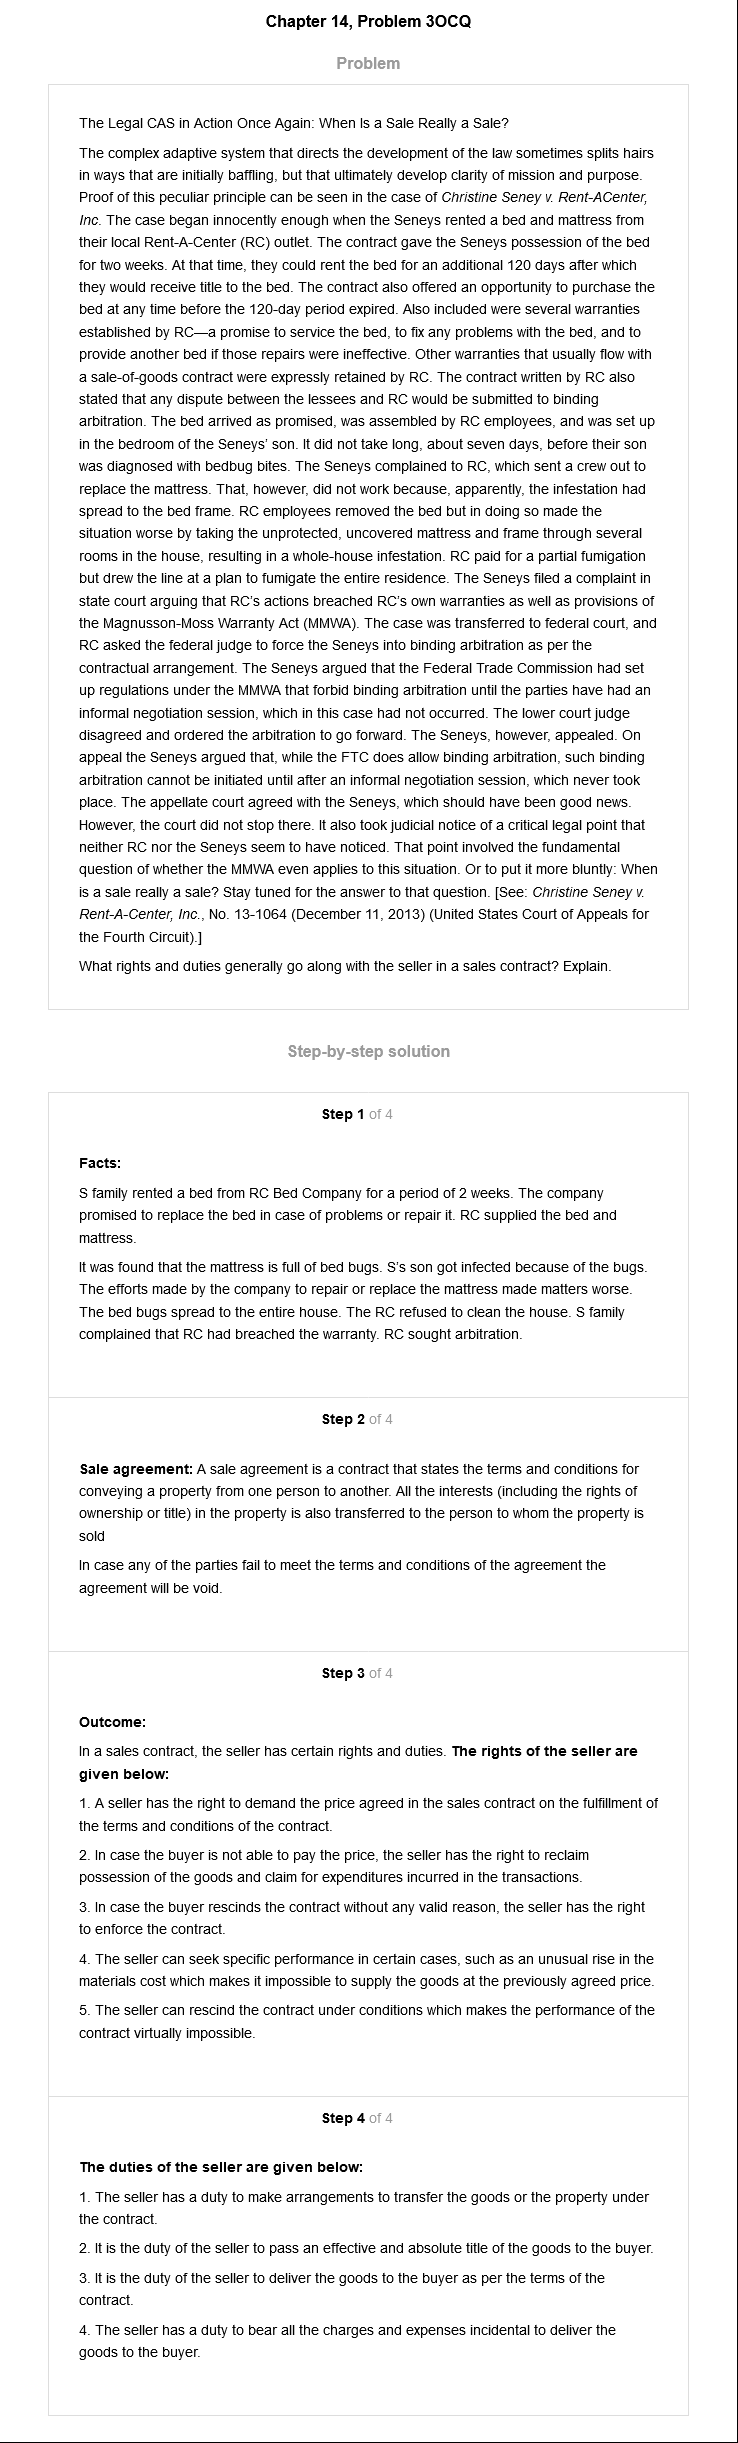 Chapter 14, Problem 3OCQ
Problem
The Legal CAS in Action Once Again: When Is a Sale Really a Sale?
The complex adaptive system that directs the development of the law sometimes splits hairs
in ways that are initially baffling, but that ultimately develop clarity of mission and purpose.
Proof of this peculiar principle can be seen in the case of Christine Seney v. Rent-ACenter,
Inc. The case began innocently enough when the Seneys rented a bed and mattress from
their local Rent-A-Center (RC) outlet. The contract gave the Seneys possession of the bed
for two weeks. At that time, they could rent the bed for an additional 120 days after which
they would receive title to the bed. The contract also offered an opportunity to purchase the
bed at any time before the 120-day period expired. Also included were several warranties
established by RC—a promise to service the bed, to fix any problems with the bed, and to
provide another bed if those repairs were ineffective. Other warranties that usually flow with
a sale-of-goods contract were expressly retained by RC. The contract written by RC also
stated that any dispute between the lessees and RC would be submitted to binding
arbitration. The bed arrived as promised, was assembled by RC employees, and was set up
in the bedroom of the Seneys' son. It did not take long, about seven days, before their son
was diagnosed with bedbug bites. The Seneys complained to RC, which sent a crew out to
replace the mattress. That, however, did not work because, apparently, the infestation had
spread to the bed frame. RC employees removed the bed but in doing so made the
situation worse by taking the unprotected, uncovered mattress and frame through several
rooms in the house, resulting in a whole-house infestation. RC paid for a partial fumigation
but drew the line at a plan to fumigate the entire residence. The Seneys filed a complaint in
state court arguing that RC's actions breached RC's own warranties as well as provisions of
the Magnusson-Moss Warranty Act (MMWA). The case was transferred to federal court, and
RC asked the federal judge to force the Seneys into binding arbitration as per the
contractual arrangement. The Seneys argued that the Federal Trade Commission had set
up regulations under the MMWA that forbid binding arbitration until the parties have had an
informal negotiation session, which in this case had not occurred. The lower court judge
disagreed and ordered the arbitration to go forward. The Seneys, however, appealed. On
appeal the Seneys argued that, while the FTC does allow binding arbitration, such binding
arbitration cannot be initiated until after an informal negotiation session, which never took
place. The appellate court agreed with the Seneys, which should have been good news.
However, the court did not stop there. It also took judicial notice of a critical legal point that
neither RC nor the Seneys seem to have noticed. That point involved the fundamental
question of whether the MMWA even applies to this situation. Or to put it more bluntly: When
is a sale really a sale? Stay tuned for the answer to that question. [See: Christine Seney v.
Rent-A-Center, Inc., No. 13-1064 (December 11, 2013) (United States Court of Appeals for
the Fourth Circuit).]
What rights and duties generally go along with the seller in a sales contract? Explain.
Step-by-step solution
Step 1 of 4
Facts:
S family rented a bed from RC Bed Company for a period of 2 weeks. The company
promised to replace the bed in case of problems or repair it. RC supplied the bed and
mattress.
It was found that the mattress is full of bed bugs. S's son got infected because of the bugs.
The efforts made by the company to repair or replace the mattress made matters worse.
The bed bugs spread to the entire house. The RC refused to clean the house. S family
complained that RC had breached the warranty. RC sought arbitration.
Step 2 of 4
Sale agreement: A sale agreement is a contract that states the terms and conditions for
conveying a property from one person to another. All the interests (including the rights of
ownership or title) in the property is also transferred to the person to whom the property is
sold
In case any of the parties fail to meet the terms and conditions of the agreement the
agreement will be void.
Step 3 of 4
Outcome:
In a sales contract, the seller has certain rights and duties. The rights of the seller are
given below:
1. A seller has the right to demand the price agreed in the sales contract on the fulfillment of
the terms and conditions of the contract.
2. In case the buyer is not able to pay the price, the seller has the right to reclaim
possession of the goods and claim for expenditures incurred in the transactions.
3. In case the buyer rescinds the contract without any valid reason, the seller has the right
to enforce the contract.
4. The seller can seek specific performance in certain cases, such as an unusual rise in the
materials cost which makes it impossible to supply the goods at the previously agreed price.
5. The seller can rescind the contract under conditions which makes the performance of the
contract virtually impossible.
Step 4 of 4
The duties of the seller are given below:
1. The seller has a duty to make arrangements to transfer the goods or the property under
the contract.
2. It is the duty of the seller to pass an effective and absolute title of the goods to the buyer.
3. It is the duty of the seller to deliver the goods to the buyer as per the terms of the
contract.
4. The seller has a duty to bear all the charges and expenses incidental to deliver the
goods to the buyer.